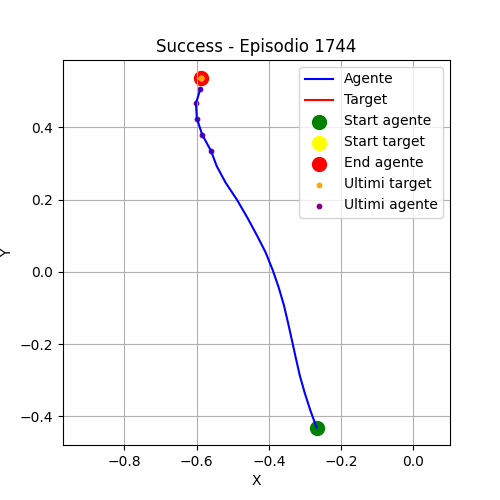 Success - Episodio 1744
Agente
Target
Start agente
Start target
End agente
Ultimi target
Ultimi agente
0.4
0.2
0.0
−0.2
−0.4
Y
−0.8
−0.6
−0.4
−0.2
0.0
X